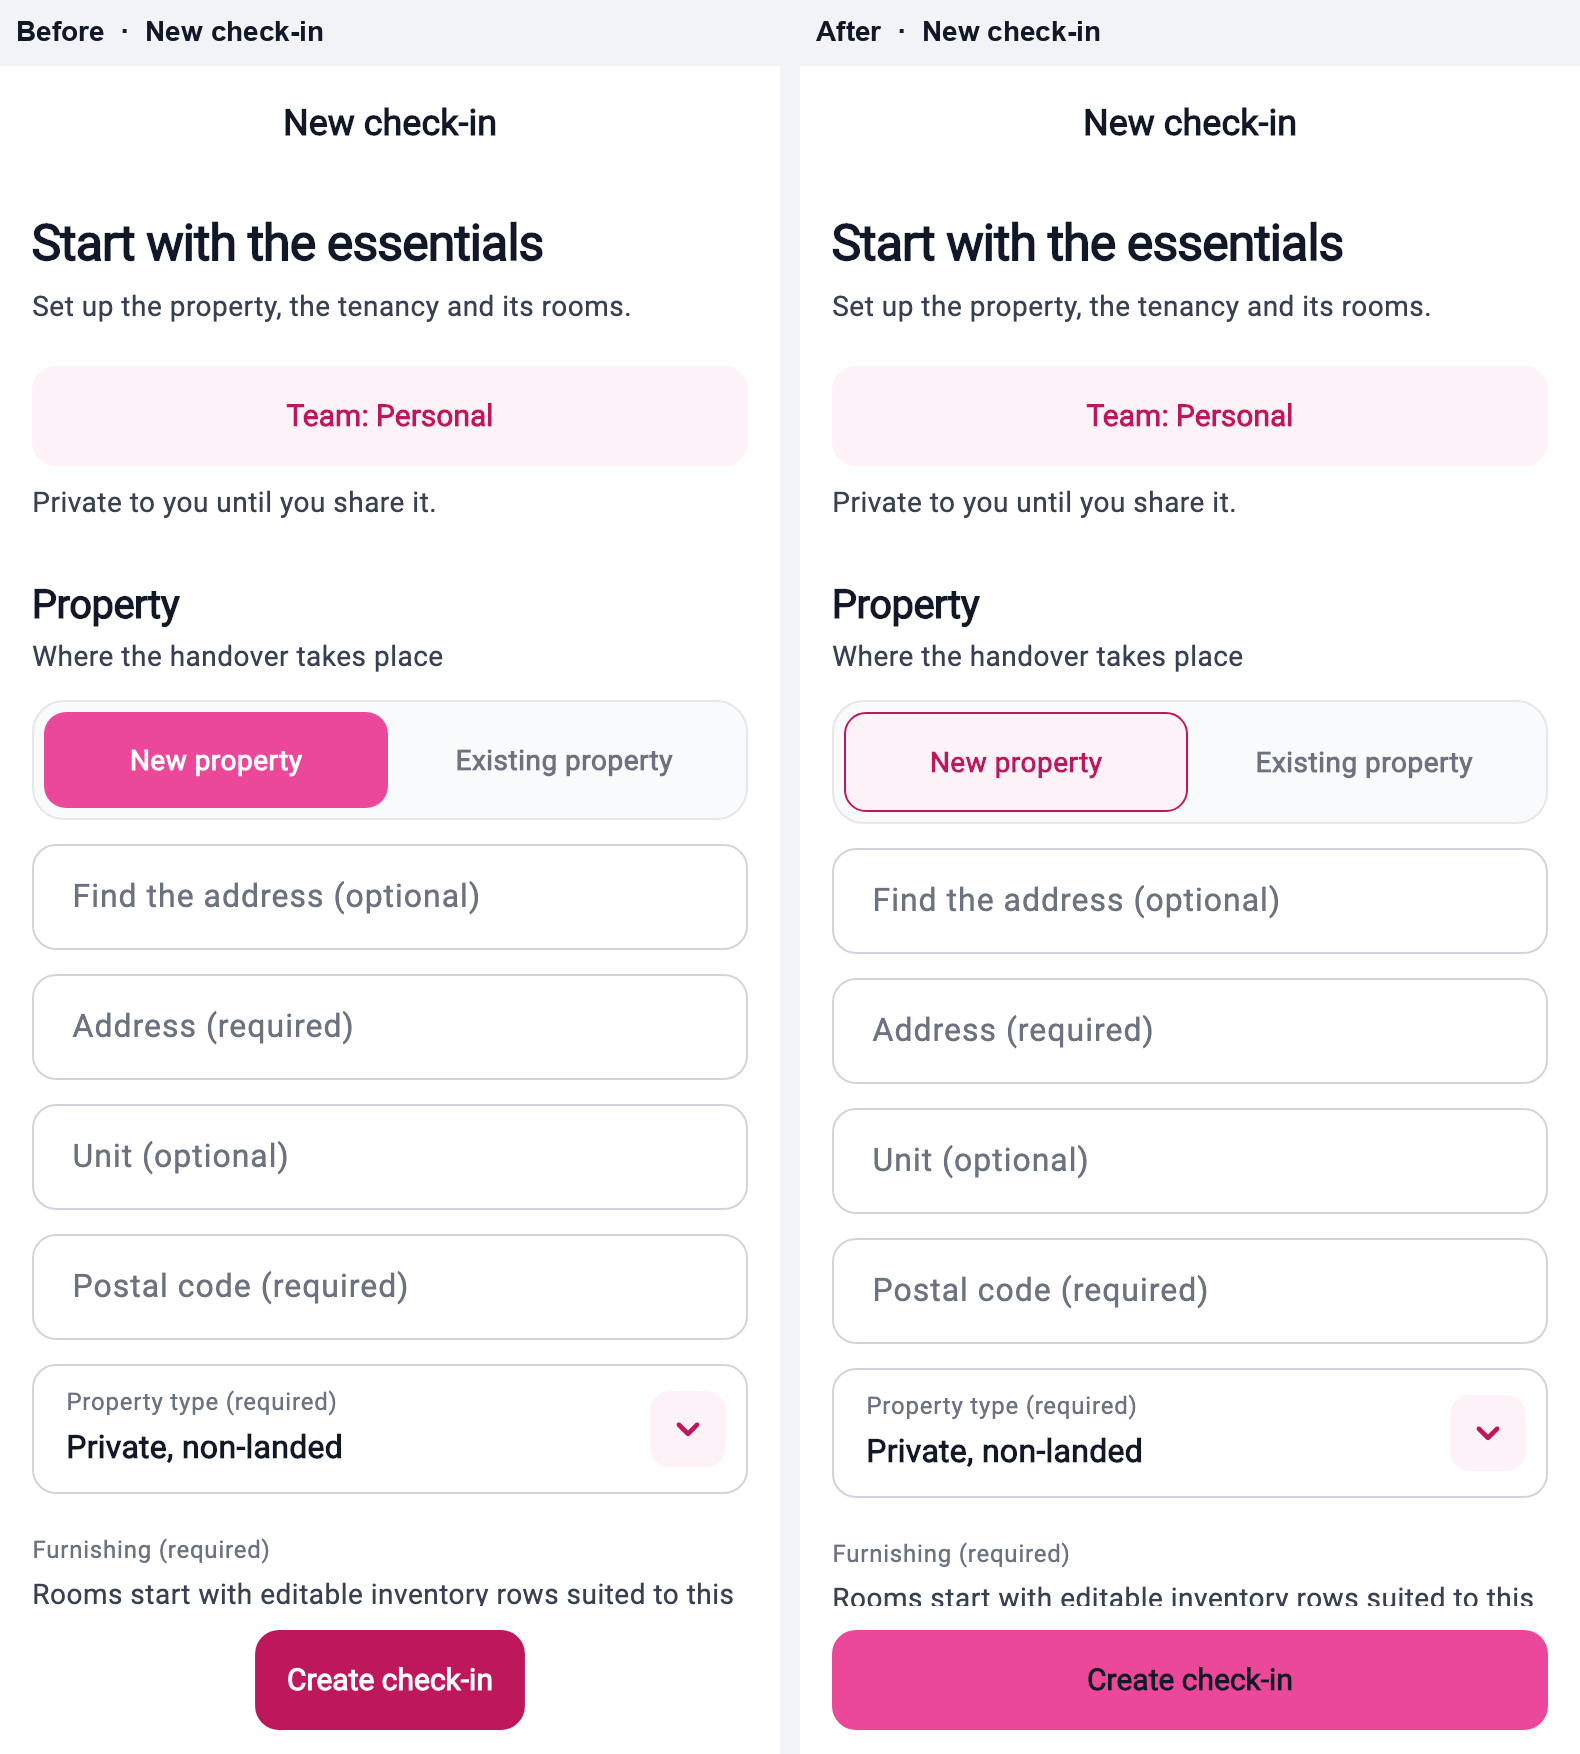 Before · New check-in
New check-in
Start with the essentials
Set up the property, the tenancy and its rooms.
Team: Personal
Private to you until you share it.
Property
Where the handover takes place
New property
Existing property
Find the address (optional)
Address (required)
Unit (optional)
Postal code (required)
Property type (required)
Private, non-landed
Furnishing (required)
Rooms start with editable inventory rows suited to this
Create check-in
After · New check-in
New check-in
Start with the essentials
Set up the property, the tenancy and its rooms.
Team: Personal
Private to you until you share it.
Property
Where the handover takes place
New property
Existing property
Find the address (optional)
Address (required)
Unit (optional)
Postal code (required)
Property type (required)
Private, non-landed
Furnishing (required)
Rooms start with editable inventory rows suited to this
Create check-in